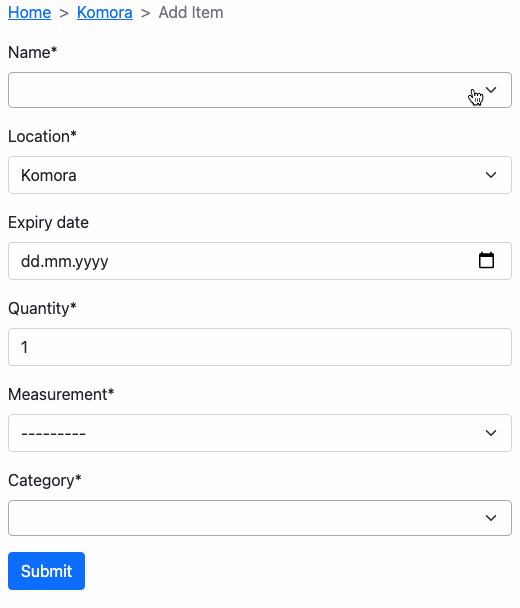 Home > Komora > Add Item
Name*
Location*
Komora
Expiry date
dd.mm.yyyy
Quantity*
1
Measurement*
---------
Category*
Submit